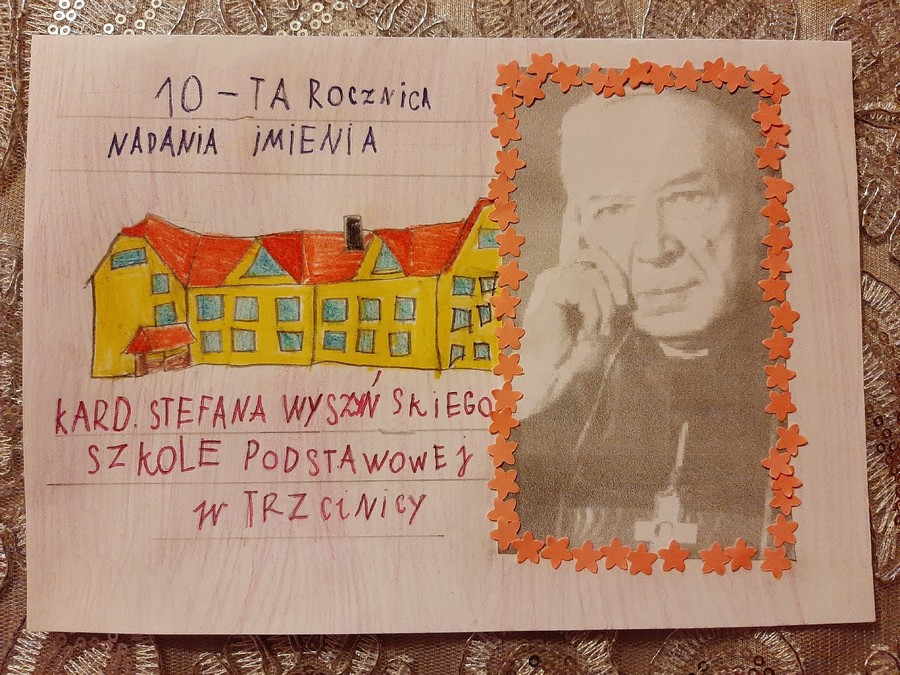 10-TA ROCZNICA
NADANIA IMIENIA
KARD. STEFANA WYSZYŃSKIEGO
SZKOLE PODSTAWOWEJ
W TRZCINICY